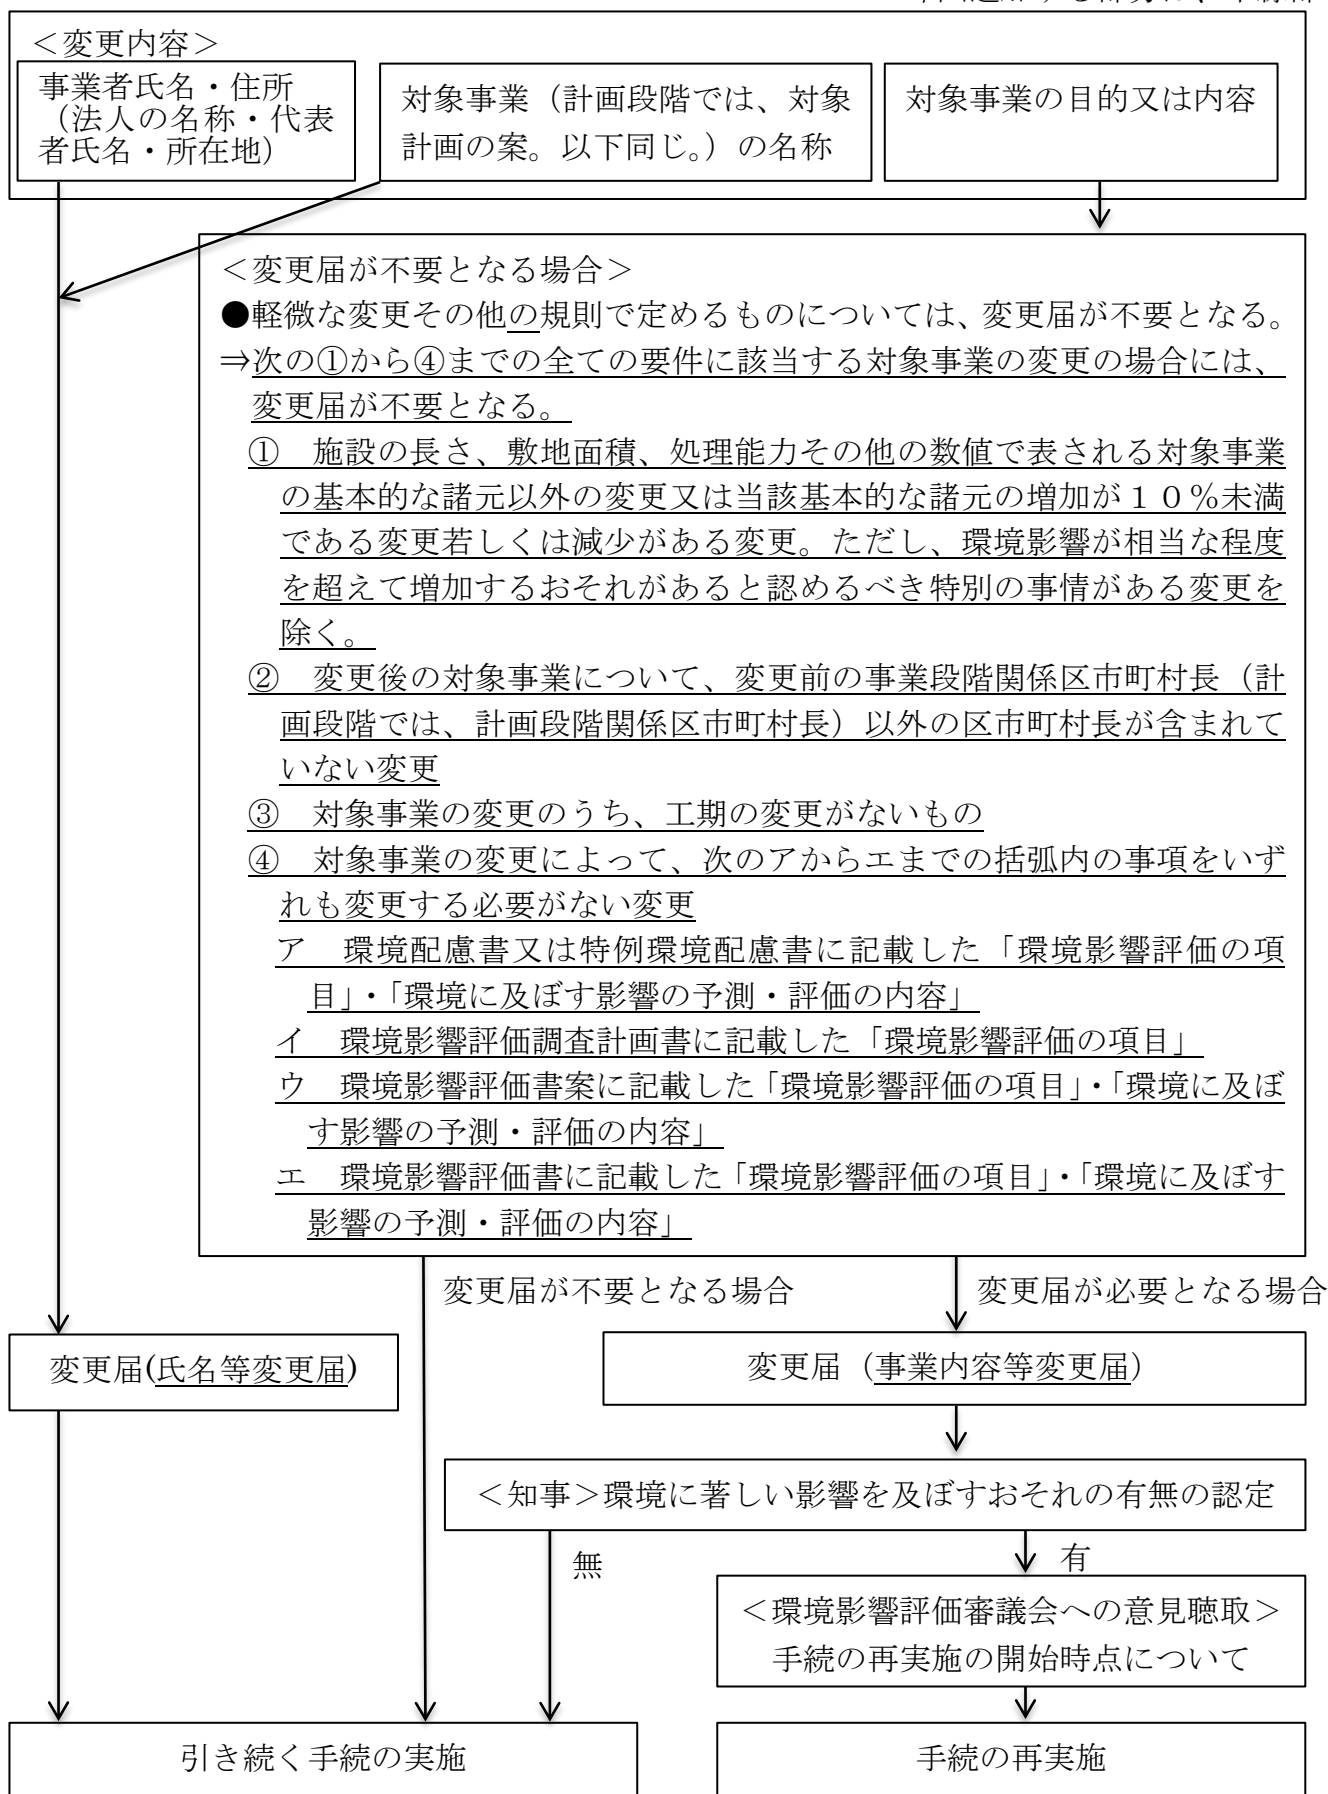 ＜変更内容＞
事業者氏名・住所
（法人の名称・代表
者氏名・所在地）
対象事業（計画段階では、対象
計画の案。以下同じ。）の名称
対象事業の目的又は内容
＜変更届が不要となる場合＞
●軽微な変更その他の規則で定めるものについては、変更届が不要となる。
⇒次の①から④までの全ての要件に該当する対象事業の変更の場合には、
変更届が不要となる。
①　施設の長さ、敷地面積、処理能力その他の数値で表される対象事業
の基本的な諸元以外の変更又は当該基本的な諸元の増加が１０％未満
である変更若しくは減少がある変更。ただし、環境影響が相当な程度
を超えて増加するおそれがあると認めるべき特別の事情がある変更を
除く。
②　変更後の対象事業について、変更前の事業段階関係区市町村長（計
画段階では、計画段階関係区市町村長）以外の区市町村長が含まれて
いない変更
③　対象事業の変更のうち、工期の変更がないもの
④　対象事業の変更によって、次のアからエまでの括弧内の事項をいず
れも変更する必要がない変更
ア　環境配慮書又は特例環境配慮書に記載した「環境影響評価の項
目」・「環境に及ぼす影響の予測・評価の内容」
イ　環境影響評価調査計画書に記載した「環境影響評価の項目」
ウ　環境影響評価書案に記載した「環境影響評価の項目」・「環境に及ぼ
す影響の予測・評価の内容」
エ　環境影響評価書に記載した「環境影響評価の項目」・「環境に及ぼす
影響の予測・評価の内容」
変更届が不要となる場合
変更届が必要となる場合
変更届(氏名等変更届)
変更届（事業内容等変更届）
＜知事＞環境に著しい影響を及ぼすおそれの有無の認定
無
有
＜環境影響評価審議会への意見聴取＞
手続の再実施の開始時点について
引き続く手続の実施
手続の再実施